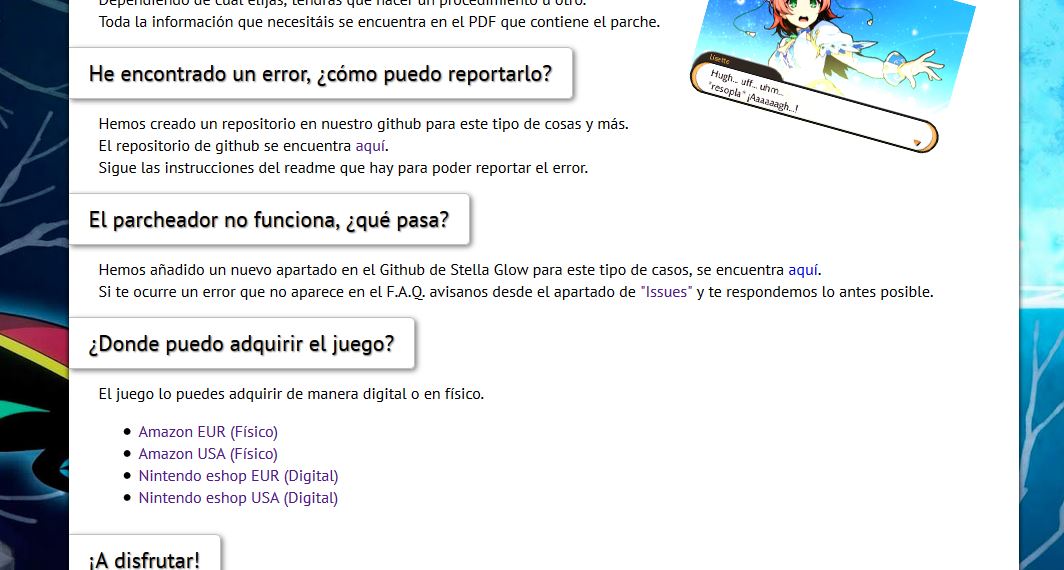 Dependiendo de cual elijas, tendrás que hacer un procedimiento u otro.
Toda la información que necesitáis se encuentra en el PDF que contiene el parche.
Lisette
Hugh... uff... uhm...
*resopla* ¡Aaaaaagh...!
He encontrado un error, ¿cómo puedo reportarlo?
Hemos creado un repositorio en nuestro github para este tipo de cosas y más.
El repositorio de github se encuentra aquí.
Sigue las instrucciones del readme que hay para poder reportar el error.
El parcheador no funciona, ¿qué pasa?
Hemos añadido un nuevo apartado en el Github de Stella Glow para este tipo de casos, se encuentra aquí.
Si te ocurre un error que no aparece en el F.A.Q. avisanos desde el apartado de "Issues" y te respondemos lo antes posible.
¿Donde puedo adquirir el juego?
El juego lo puedes adquirir de manera digital o en físico.
Amazon EUR (Físico)
Amazon USA (Físico)
Nintendo eshop EUR (Digital)
Nintendo eshop USA (Digital)
¡A disfrutar!